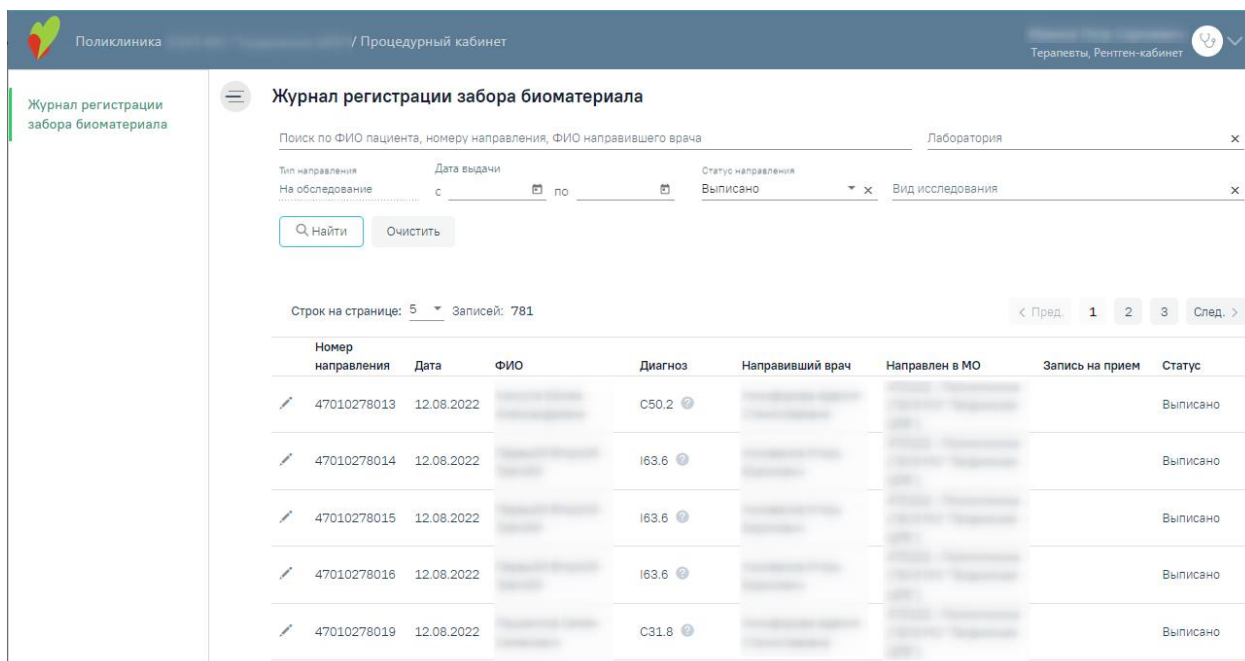 Поликлиника / Процедурный кабинет
Терапевты, Рентген-кабинет
Журнал регистрации
забора биоматериала
Журнал регистрации забора биоматериала
Поиск по ФИО пациента, номеру направления, ФИО направившего врача Лаборатория ×
Тип направления Дата выдачи Статус направления
На обследование с по Выписано × Вид исследования ×
Найти Очистить
Строк на странице: 5 Записей: 781 < Пред. 1 2 3 След. >
Номер
направления Дата ФИО Диагноз Направивший врач Направлен в МО Запись на прием Статус
47010278013 12.08.2022 C50.2 ? Выписано
47010278014 12.08.2022 I63.6 ? Выписано
47010278015 12.08.2022 I63.6 ? Выписано
47010278016 12.08.2022 I63.6 ? Выписано
47010278019 12.08.2022 C31.8 ? Выписано